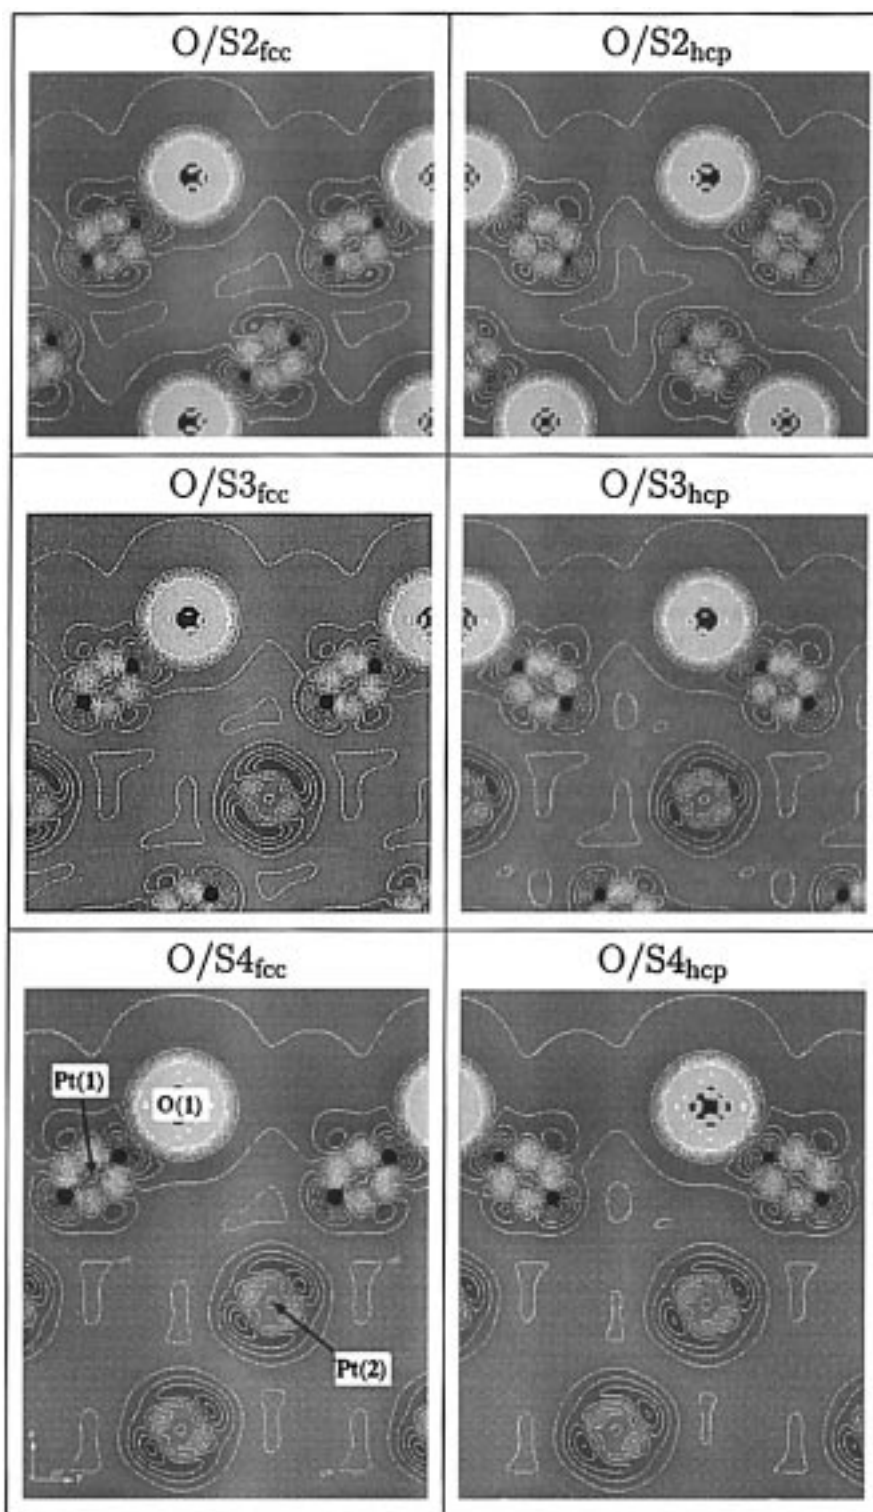 O/S2fcc
O/S2hcp
O/S3fcc
O/S3hcp
O/S4fcc
O/S4hcp
Pt(1)
O(1)
Pt(2)